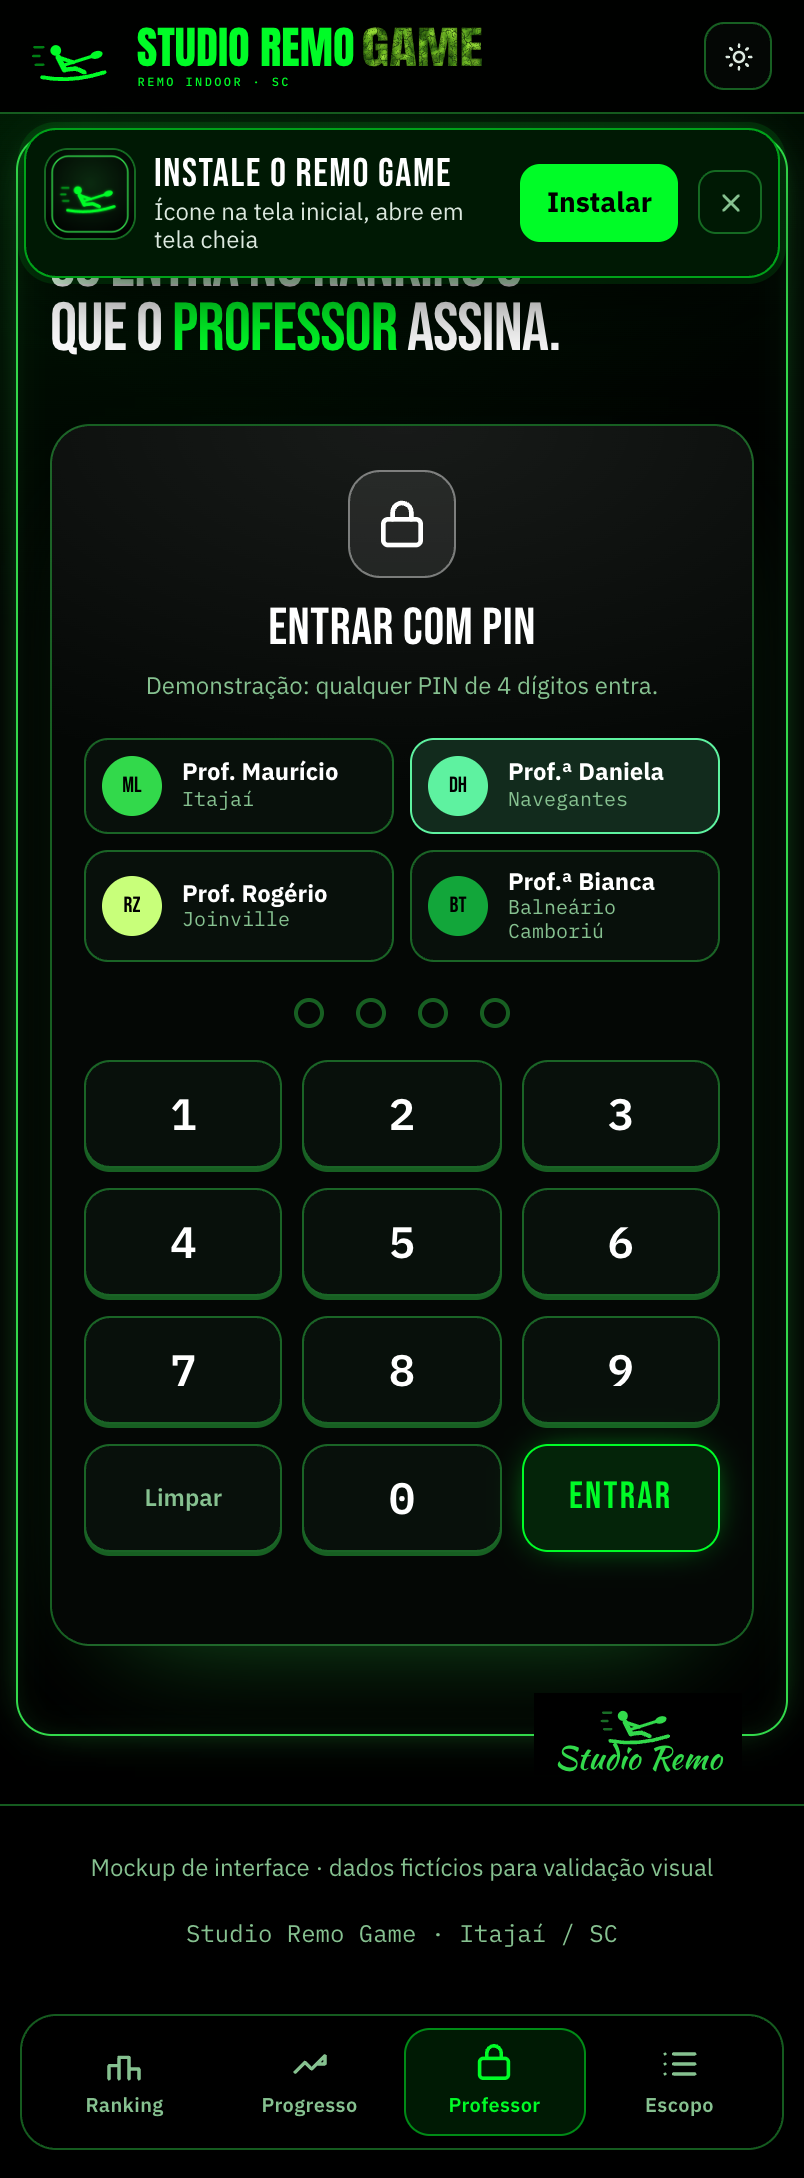 STUDIO REMO GAME
REMO INDOOR · SC
INSTALE O REMO GAME
Ícone na tela inicial, abre em
tela cheia
Instalar
SÓ ENTRA NO RANKING O
QUE O PROFESSOR ASSINA.
ENTRAR COM PIN
Demonstração: qualquer PIN de 4 dígitos entra.
ML
Prof. Maurício
Itajaí
DH
Prof.ª Daniela
Navegantes
RZ
Prof. Rogério
Joinville
BT
Prof.ª Bianca
Balneário
Camboriú
1
2
3
4
5
6
7
8
9
Limpar
0
ENTRAR
Studio Remo
Mockup de interface · dados fictícios para validação visual
Studio Remo Game · Itajaí / SC
Ranking
Progresso
Professor
Escopo